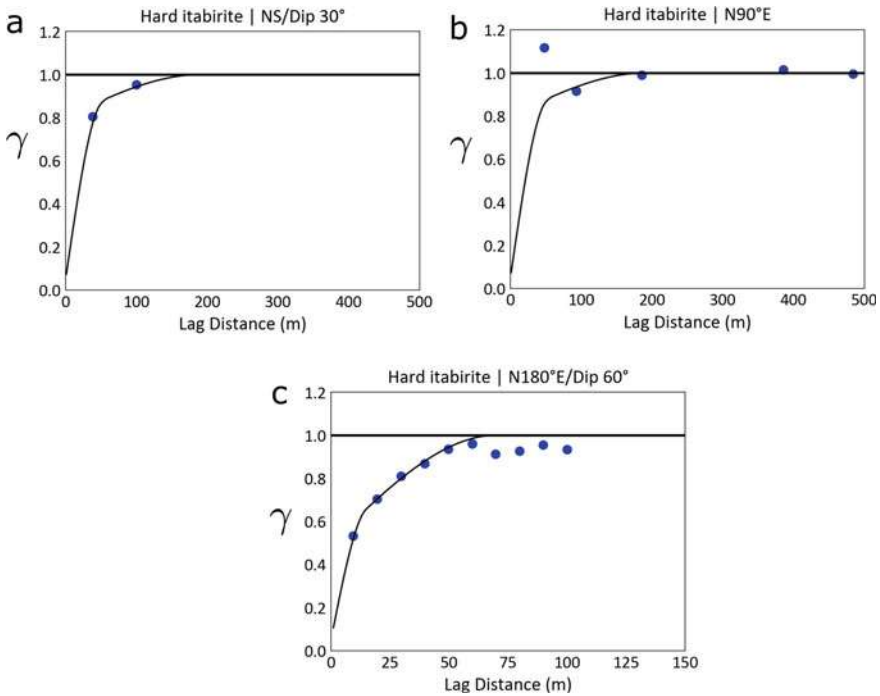 a
Hard itabirite | NS/Dip 30°
1.2
1.0
0.8
γ
0.6
0.4
0.2
0.0
0 100 200 300 400 500
Lag Distance (m)
b
Hard itabirite | N90°E
1.2
1.0
0.8
γ
0.6
0.4
0.2
0.0
0 100 200 300 400 500
Lag Distance (m)
c
Hard itabirite | N180°E/Dip 60°
1.2
1.0
0.8
γ
0.6
0.4
0.2
0.0
0 25 50 75 100 125 150
Lag Distance (m)